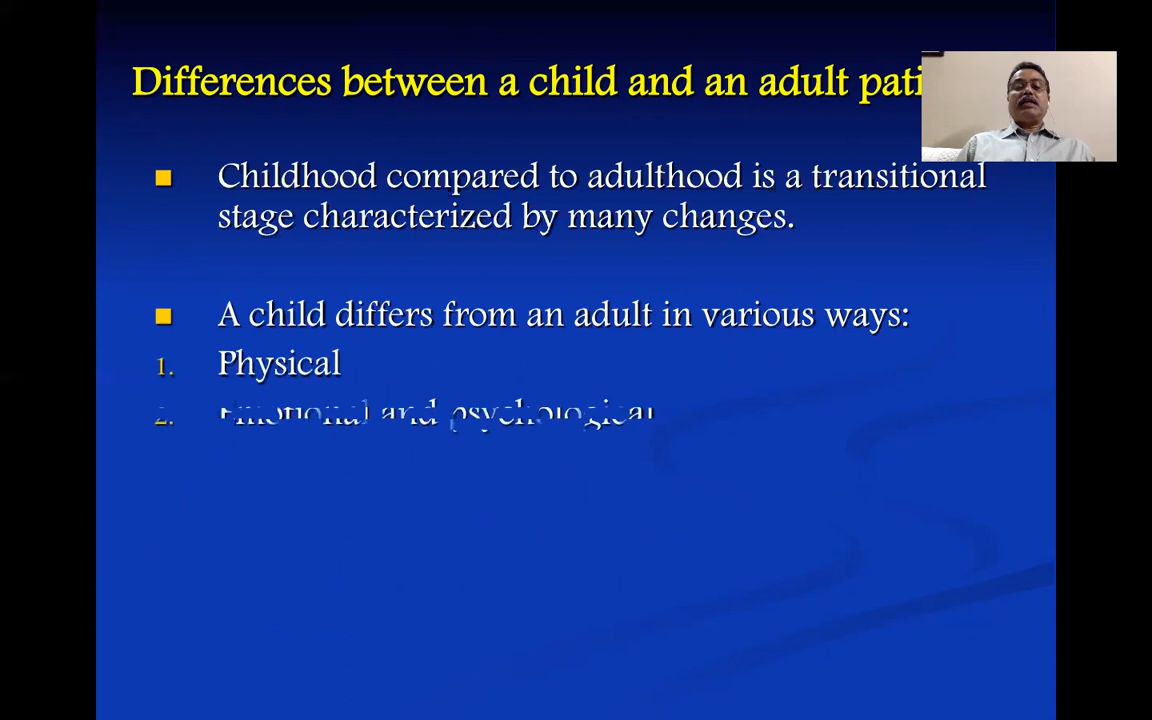 Differences between a child and an adult
■ Childhood compared to adulthood is a transitional
stage characterized by many changes.
■ A child differs from an adult in various ways:
1. Physical
2. Emotional and psychological